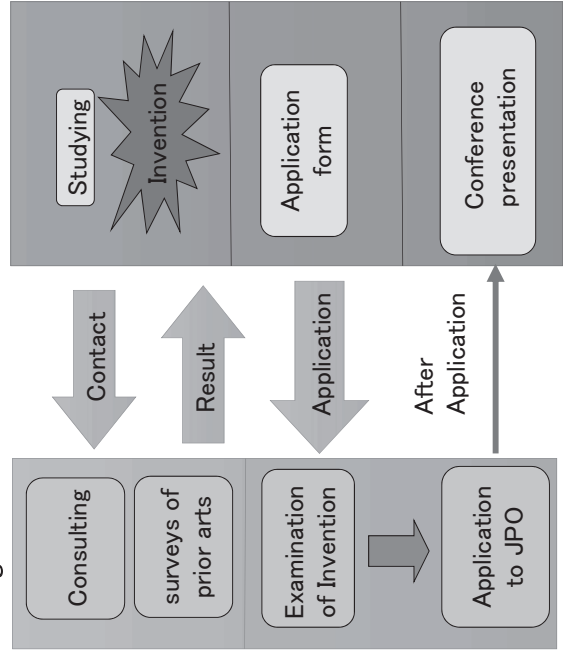 Consulting
surveys of
prior arts
Examination
of Invention
Application
to JPO
Contact
Result
Application
After
Application
Studying
Invention
Application
form
Conference
presentation